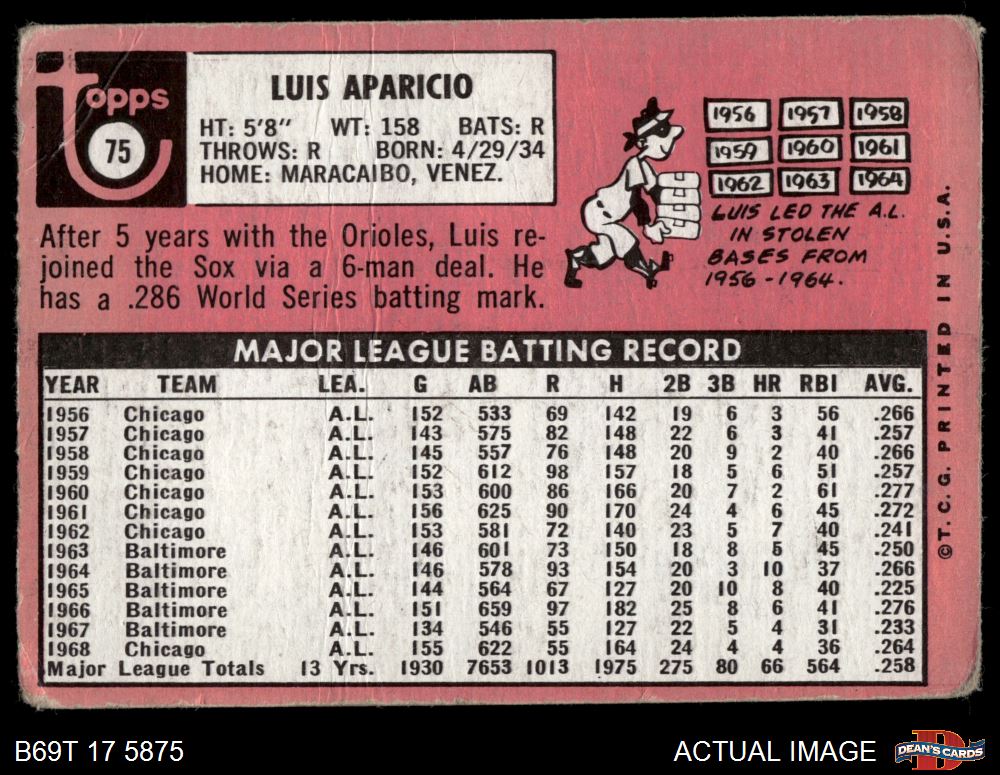 topps
75
LUIS APARICIO
HT: 5'8" WT: 158 BATS: R
THROWS: R BORN: 4/29/34
HOME: MARACAIBO, VENEZ.
After 5 years with the Orioles, Luis re-
joined the Sox via a 6-man deal. He
has a .286 World Series batting mark.
1956 1957 1958
1959 1960 1961
1962 1963 1964
LUIS LED THE A.L.
IN STOLEN
BASES FROM
1956-1964.
MAJOR LEAGUE BATTING RECORD
YEAR TEAM LEA. G AB R H 2B 3B HR RBI AVG.
1956 Chicago A.L. 152 533 69 142 19 6 3 56 .266
1957 Chicago A.L. 143 575 82 148 22 6 3 41 .257
1958 Chicago A.L. 145 557 76 148 20 9 2 40 .266
1959 Chicago A.L. 152 612 98 157 18 5 6 51 .257
1960 Chicago A.L. 153 600 86 166 20 7 2 61 .277
1961 Chicago A.L. 156 625 90 170 24 4 6 45 .272
1962 Chicago A.L. 153 581 72 140 23 5 7 40 .241
1963 Baltimore A.L. 146 601 73 150 18 8 5 45 .250
1964 Baltimore A.L. 146 578 93 154 20 3 10 37 .266
1965 Baltimore A.L. 144 564 67 127 20 10 8 40 .225
1966 Baltimore A.L. 151 659 97 182 25 8 6 41 .276
1967 Baltimore A.L. 134 546 55 127 22 5 4 31 .233
1968 Chicago A.L. 155 622 55 164 24 4 4 36 .264
Major League Totals 13 Yrs. 1930 7653 1013 1975 275 80 66 564 .258
©T.C.G. PRINTED IN U.S.A.
B69T 17 5875
ACTUAL IMAGE
DEAN'S CARDS